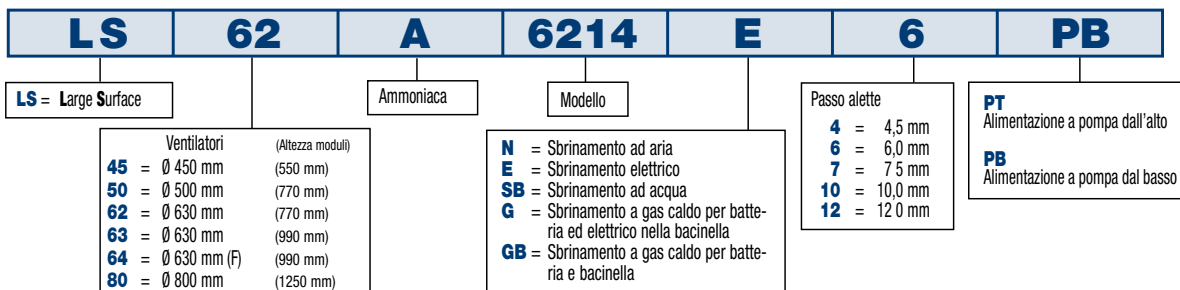 LS 62 A 6214 E 6 PB
LS = Large Surface
Ventilatori (Altezza moduli)
45 = Ø 450 mm (550 mm)
50 = Ø 500 mm (770 mm)
62 = Ø 630 mm (770 mm)
63 = Ø 630 mm (990 mm)
64 = Ø 630 mm (F) (990 mm)
80 = Ø 800 mm (1250 mm)
Ammoniaca
Modello
N = Sbrinamento ad aria
E = Sbrinamento elettrico
SB = Sbrinamento ad acqua
G = Sbrinamento a gas caldo per batte-
ria ed elettrico nella bacinella
GB = Sbrinamento a gas caldo per batte-
ria e bacinella
Passo alette
4 = 4,5 mm
6 = 6,0 mm
7 = 7 5 mm
10 = 10,0 mm
12 = 12 0 mm
PT
Alimentazione a pompa dall'alto
PB
Alimentazione a pompa dal basso